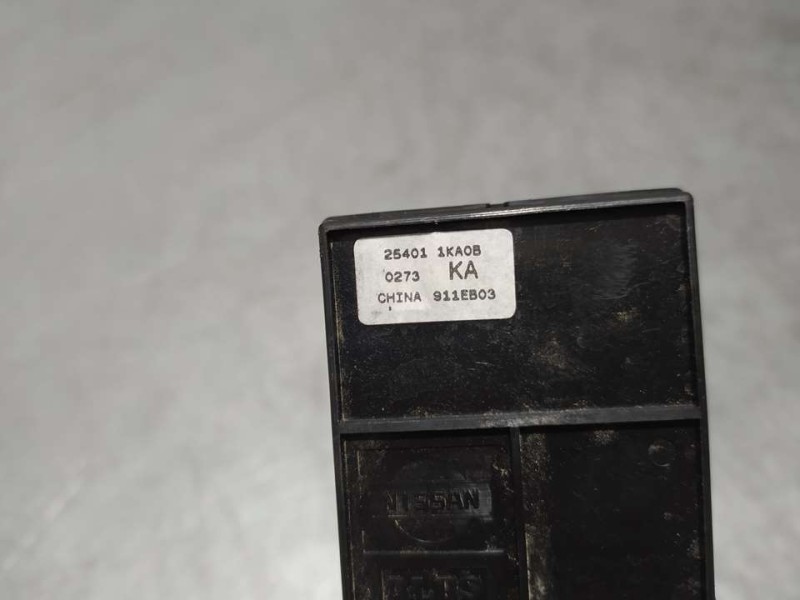 25401 1KA0B
0273 KA
CHINA 911EB03
NISSAN